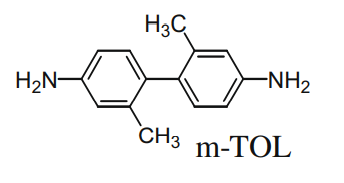 H₃C
H₂N
NH₂
CH₃
m-TOL